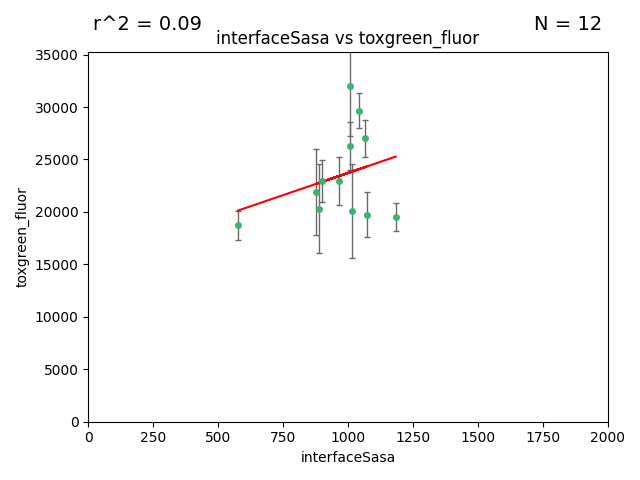 r^2 = 0.09
N = 12
interfaceSasa vs toxgreen_fluor
35000
30000
25000
20000
15000
10000
5000
0
toxgreen_fluor
0 250 500 750 1000 1250 1500 1750 2000
interfaceSasa